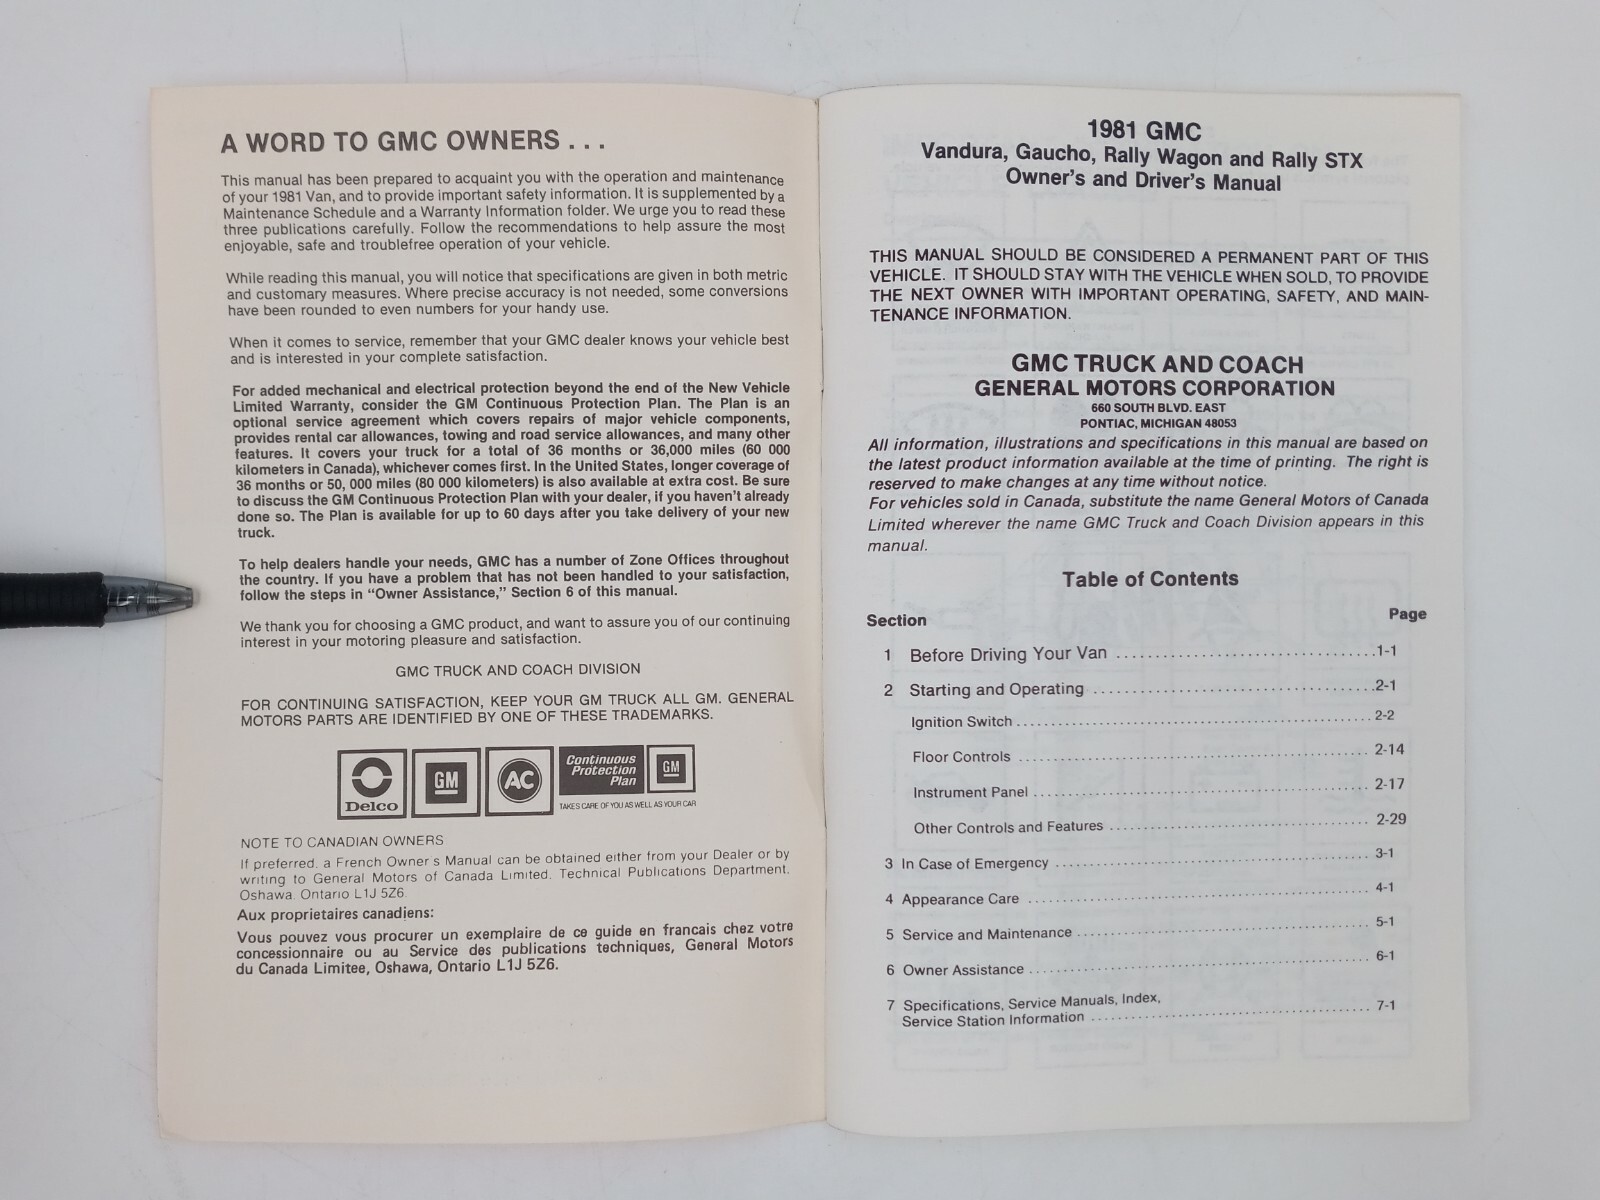 A WORD TO GMC OWNERS . . .
This manual has been prepared to acquaint you with the operation and maintenance
of your 1981 Van, and to provide important safety information. It is supplemented by a
Maintenance Schedule and a Warranty Information folder. We urge you to read these
three publications carefully. Follow the recommendations to help assure the most
enjoyable, safe and troublefree operation of your vehicle.
While reading this manual, you will notice that specifications are given in both metric
and customary measures. Where precise accuracy is not needed, some conversions
have been rounded to even numbers for your handy use.
When it comes to service, remember that your GMC dealer knows your vehicle best
and is interested in your complete satisfaction.
For added mechanical and electrical protection beyond the end of the New Vehicle
Limited Warranty, consider the GM Continuous Protection Plan. The Plan is an
optional service agreement which covers repairs of major vehicle components,
provides rental car allowances, towing and road service allowances, and many other
features. It covers your truck for a total of 36 months or 36,000 miles (60 000
kilometers in Canada), whichever comes first. In the United States, longer coverage of
36 months or 50, 000 miles (80 000 kilometers) is also available at extra cost. Be sure
to discuss the GM Continuous Protection Plan with your dealer, if you haven't already
done so. The Plan is available for up to 60 days after you take delivery of your new
truck.
To help dealers handle your needs, GMC has a number of Zone Offices throughout
the country. If you have a problem that has not been handled to your satisfaction,
follow the steps in "Owner Assistance," Section 6 of this manual.
We thank you for choosing a GMC product, and want to assure you of our continuing
interest in your motoring pleasure and satisfaction.
GMC TRUCK AND COACH DIVISION
FOR CONTINUING SATISFACTION, KEEP YOUR GM TRUCK ALL GM. GENERAL
MOTORS PARTS ARE IDENTIFIED BY ONE OF THESE TRADEMARKS.
Delco
GM
AC
Continuous
Protection
Plan
GM
TAKES CARE OF YOU AS WELL AS YOUR CAR
NOTE TO CANADIAN OWNERS
If preferred, a French Owner s Manual can be obtained either from your Dealer or by
writing to General Motors of Canada Limited. Technical Publications Department.
Oshawa. Ontario L1J 5Z6.
Aux proprietaires canadiens:
Vous pouvez vous procurer un exemplaire de ce guide en francais chez votre
concessionnaire ou au Service des publications techniques, General Motors
du Canada Limitee, Oshawa, Ontario L1J 5Z6.
1981 GMC
Vandura, Gaucho, Rally Wagon and Rally STX
Owner's and Driver's Manual
THIS MANUAL SHOULD BE CONSIDERED A PERMANENT PART OF THIS
VEHICLE. IT SHOULD STAY WITH THE VEHICLE WHEN SOLD, TO PROVIDE
THE NEXT OWNER WITH IMPORTANT OPERATING, SAFETY, AND MAIN-
TENANCE INFORMATION.
GMC TRUCK AND COACH
GENERAL MOTORS CORPORATION
660 SOUTH BLVD. EAST
PONTIAC, MICHIGAN 48053
All information, illustrations and specifications in this manual are based on
the latest product information available at the time of printing. The right is
reserved to make changes at any time without notice.
For vehicles sold in Canada, substitute the name General Motors of Canada
Limited wherever the name GMC Truck and Coach Division appears in this
manual.
Table of Contents
Section Page
1 Before Driving Your Van ........ 1-1
2 Starting and Operating ........ 2-1
Ignition Switch ........ 2-2
Floor Controls ........ 2-14
Instrument Panel ........ 2-17
Other Controls and Features ........ 2-29
3 In Case of Emergency ........ 3-1
4 Appearance Care ........ 4-1
5 Service and Maintenance ........ 5-1
6 Owner Assistance ........ 6-1
7 Specifications, Service Manuals, Index,
Service Station Information ........ 7-1